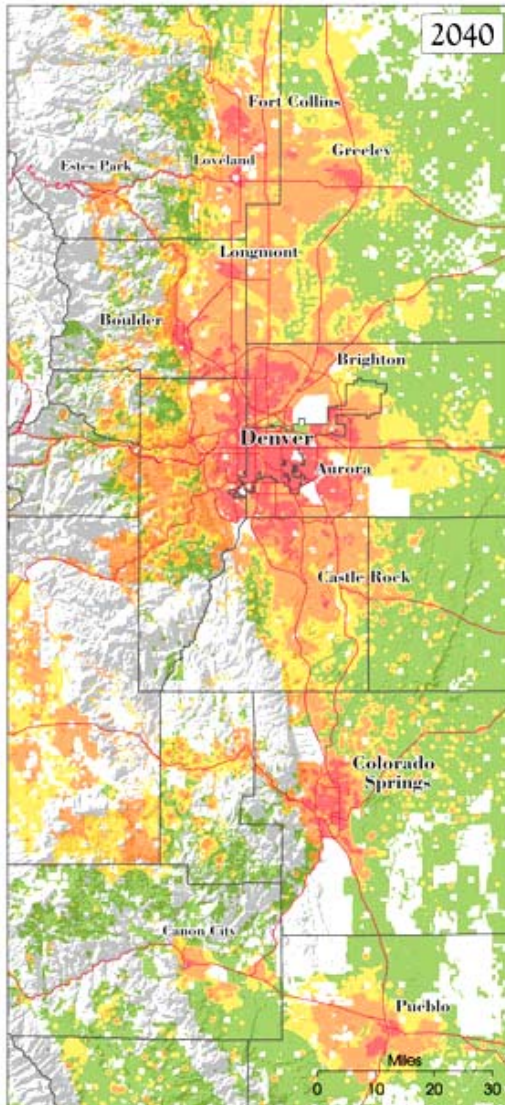 2040
Fort Collins
Estes Park
Loveland
Greeley
Longmont
Boulder
Brighton
Denver
Aurora
Castle Rock
Colorado
Springs
Canon City
Pueblo
Miles
0 10 20 30